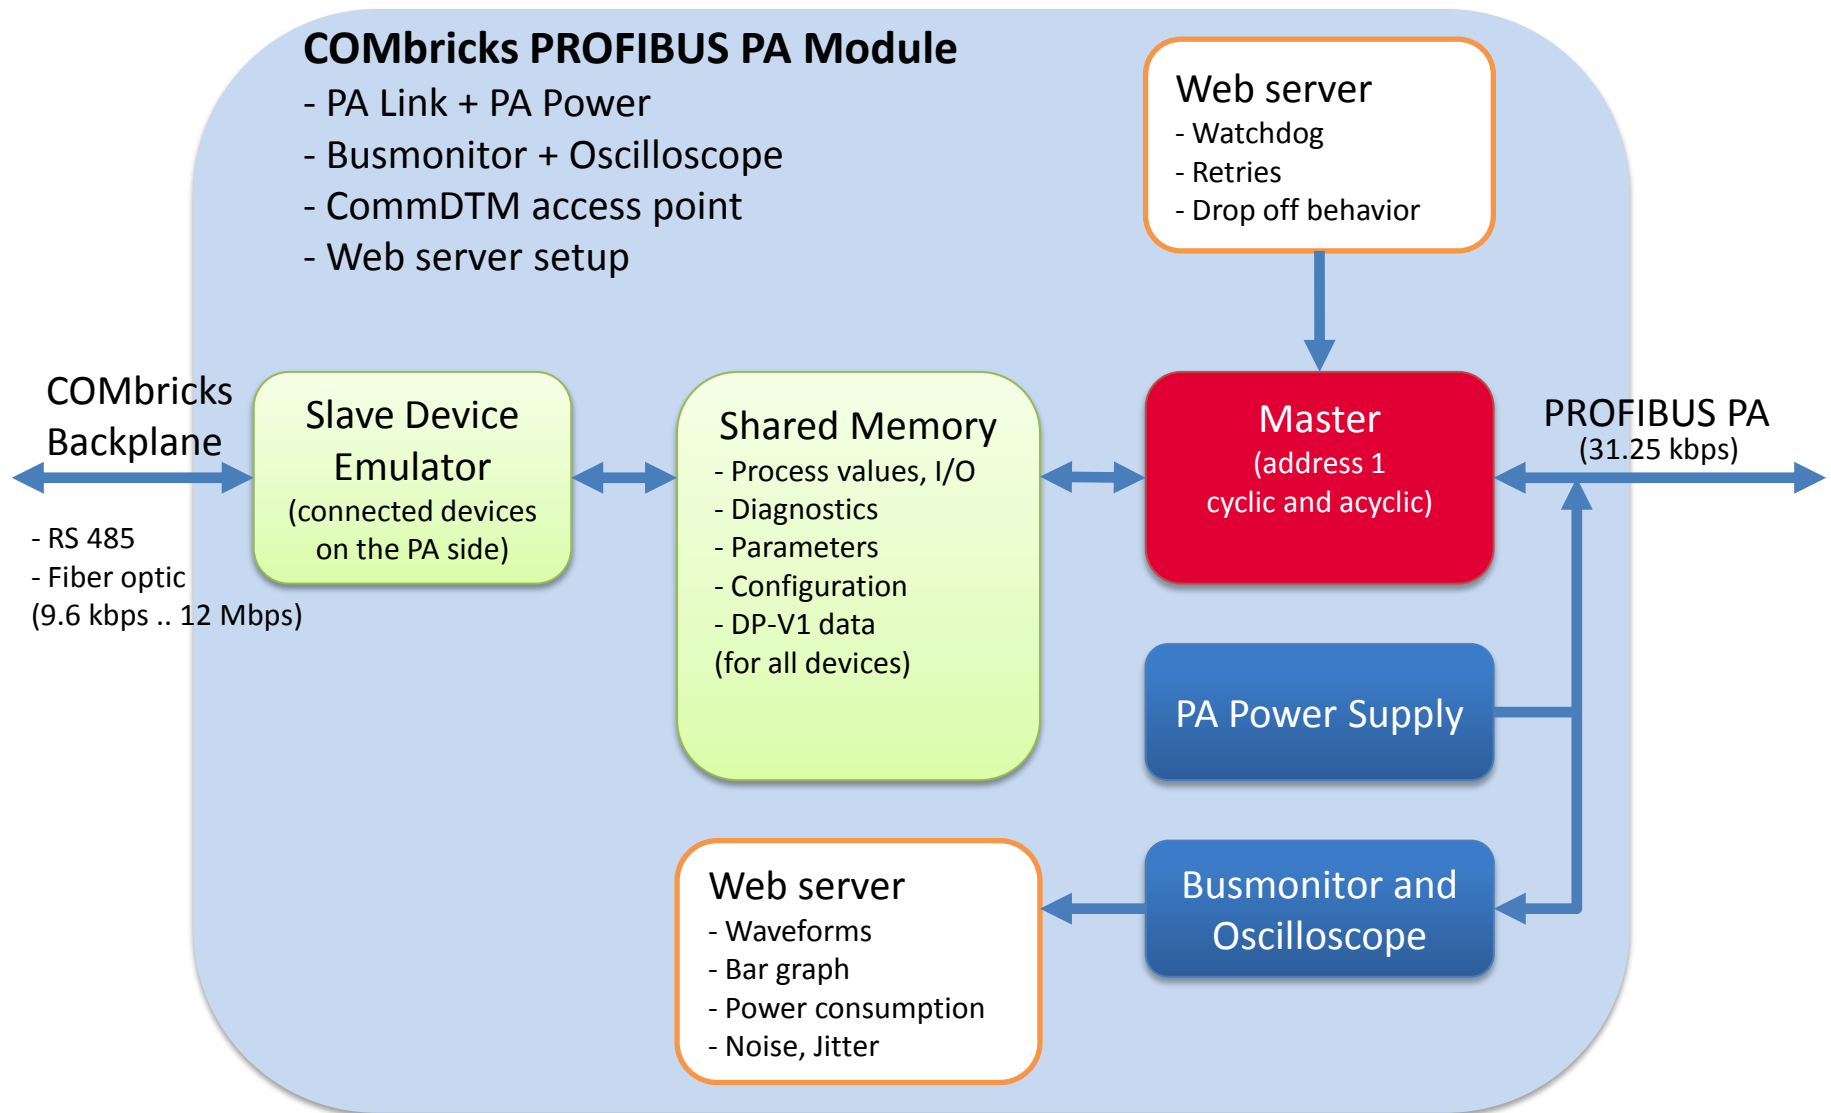 COMbricks PROFIBUS PA Module
- PA Link + PA Power
- Busmonitor + Oscilloscope
- CommDTM access point
- Web server setup
Web server
- Watchdog
- Retries
- Drop off behavior
COMbricks
Backplane
- RS 485
- Fiber optic
(9.6 kbps .. 12 Mbps)
Slave Device
Emulator
(connected devices
on the PA side)
Shared Memory
- Process values, I/O
- Diagnostics
- Parameters
- Configuration
- DP-V1 data
(for all devices)
Master
(address 1
cyclic and acyclic)
PROFIBUS PA
(31.25 kbps)
PA Power Supply
Busmonitor and
Oscilloscope
Web server
- Waveforms
- Bar graph
- Power consumption
- Noise, Jitter